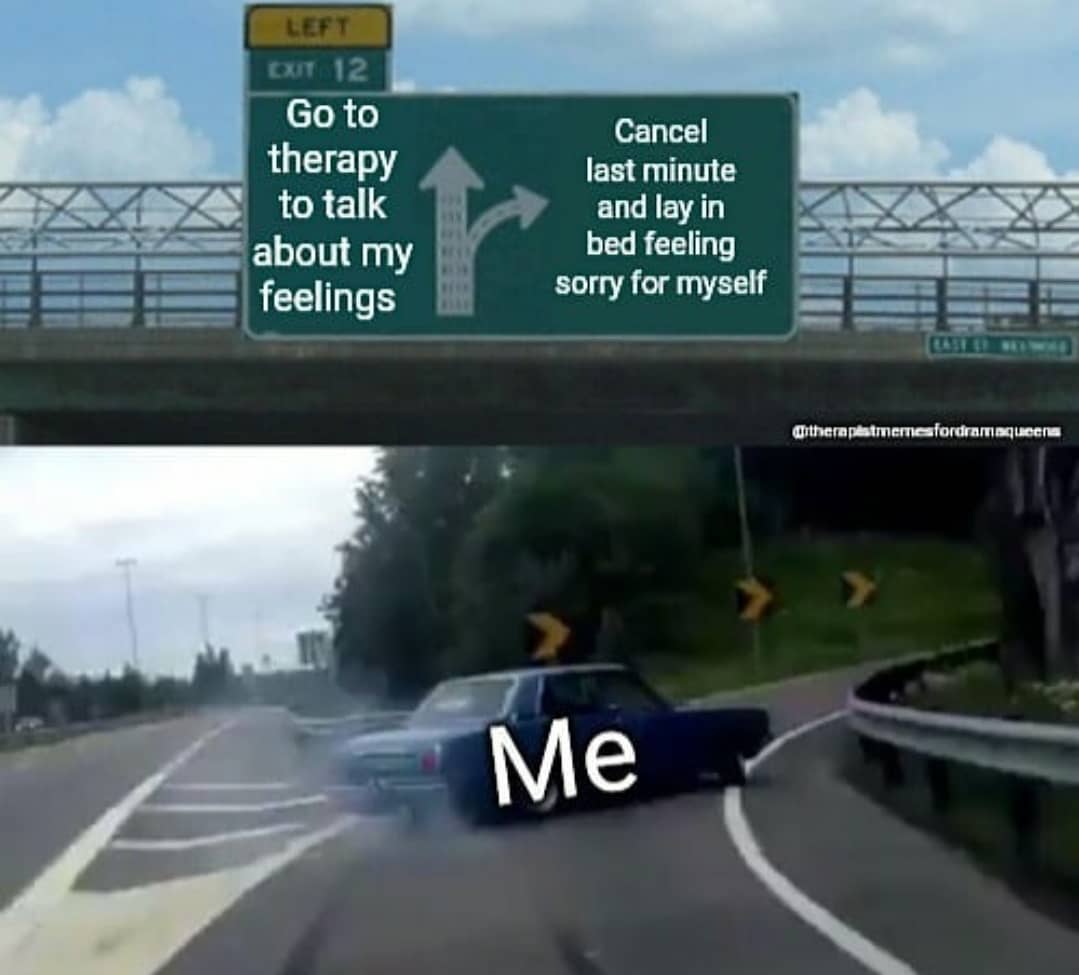 LEFT
EXIT 12
Go to
therapy
to talk
about my
feelings
Cancel
last minute
and lay in
bed feeling
sorry for myself
@therapistmemesfordramaqueens
Me